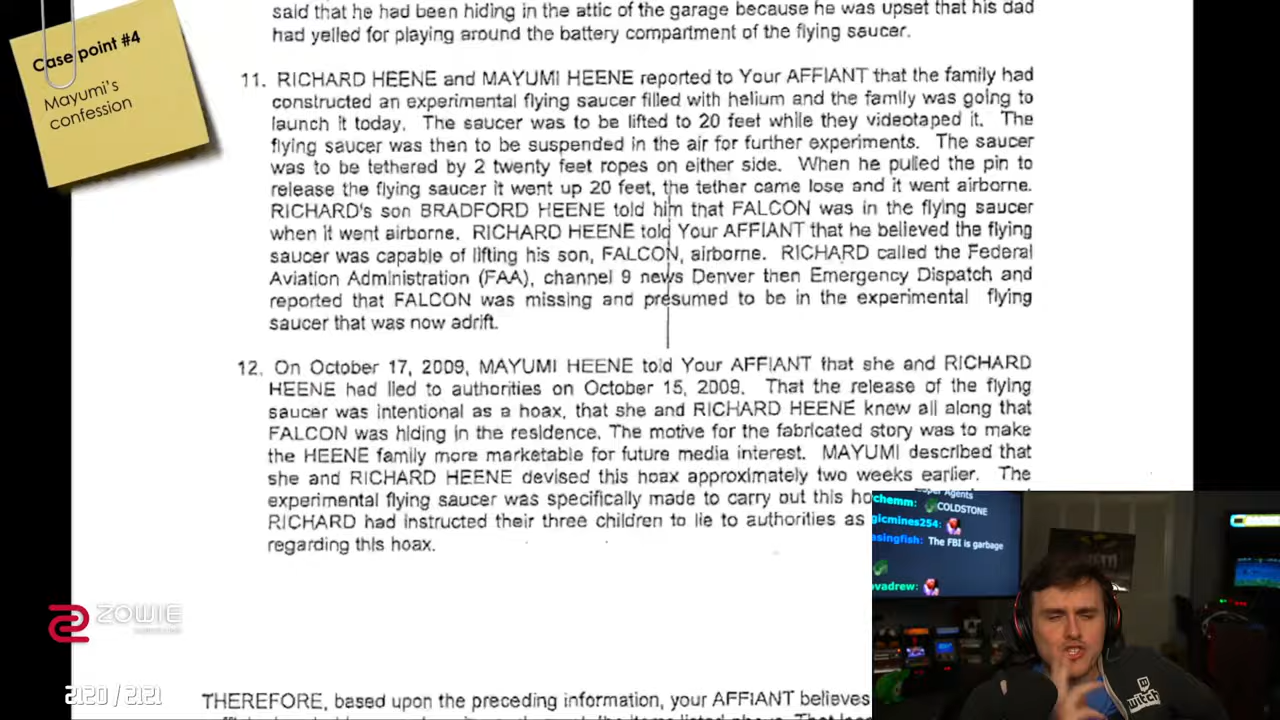 Case point #4
Mayumi's
confession
said that he had been hiding in the attic of the garage because he was upset that his dad
had yelled for playing around the battery compartment of the flying saucer.
11. RICHARD HEENE and MAYUMI HEENE reported to Your AFFIANT that the family had
constructed an experimental flying saucer filled with helium and the family was going to
launch it today. The saucer was to be lifted to 20 feet while they videotaped it. The
flying saucer was then to be suspended in the air for further experiments. The saucer
was to be tethered by 2 twenty feet ropes on either side. When he pulled the pin to
release the flying saucer it went up 20 feet, the tether came lose and it went airborne.
RICHARD's son BRADFORD HEENE told him that FALCON was in the flying saucer
when it went airborne. RICHARD HEENE told Your AFFIANT that he believed the flying
saucer was capable of lifting his son, FALCON, airborne. RICHARD called the Federal
Aviation Administration (FAA), channel 9 news Denver then Emergency Dispatch and
reported that FALCON was missing and presumed to be in the experimental flying
saucer that was now adrift.
12. On October 17, 2009, MAYUMI HEENE told Your AFFIANT that she and RICHARD
HEENE had lied to authorities on October 15, 2009. That the release of the flying
saucer was intentional as a hoax, that she and RICHARD HEENE knew all along that
FALCON was hiding in the residence. The motive for the fabricated story was to make
the HEENE family more marketable for future media interest. MAYUMI described that
she and RICHARD HEENE devised this hoax approximately two weeks earlier. The
experimental flying saucer was specifically made to carry out this ho
RICHARD had instructed their three children to lie to authorities as
regarding this hoax.
Agents
rchemm: COLDSTONE
gicmines254:
asingfish: The FBI is garbage
ovadrew:
ZOWIE
2120 / 2121
twitch
THEREFORE, based upon the preceding information, your AFFIANT believes